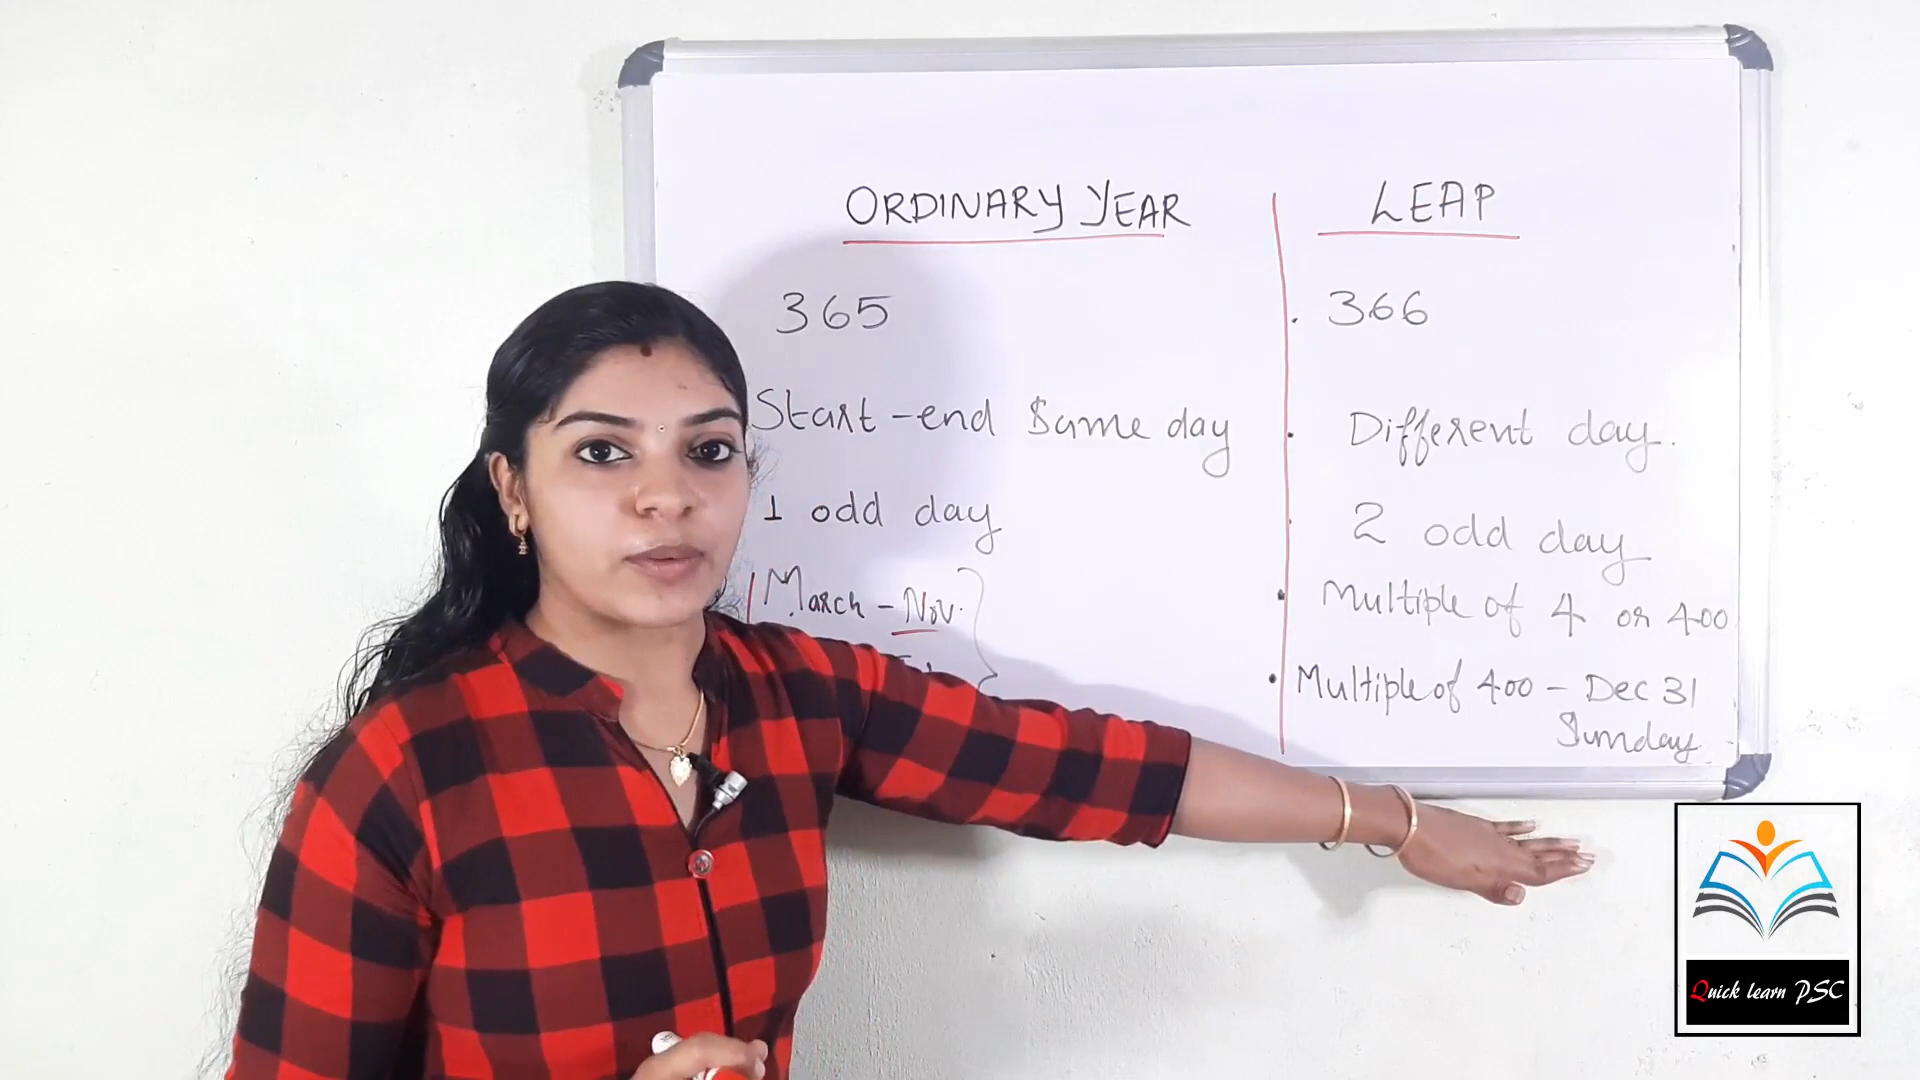 ORDINARY YEAR
365
Start-end Same day
1 odd day
March - Nov.
LEAP
366
Different day.
2 odd day
Multiple of 4 or 400
Multiple of 400 - Dec 31
Sunday
Quick learn PSC